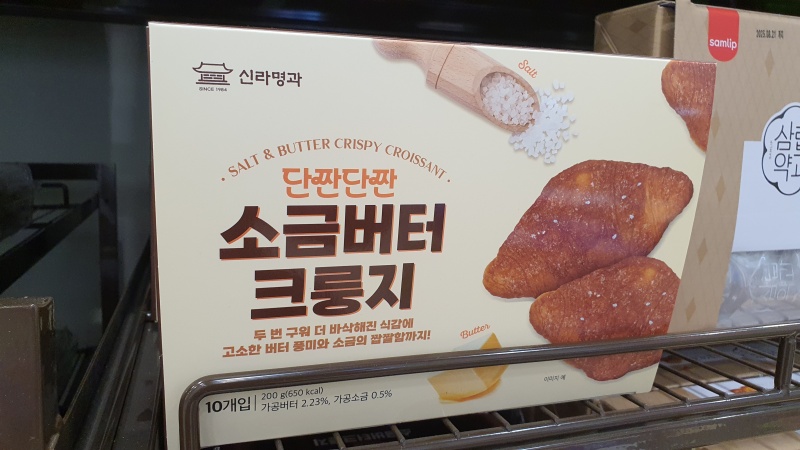 신라명과
SINCE 1984
Salt
· SALT & BUTTER CRISPY CROISSANT ·
단짠단짠
소금버터
크룽지
두 번 구워 더 바삭해진 식감에
고소한 버터 풍미와 소금의 짭짤함까지!
Butter
10개입
200 g(650 kcal)
가공버터 2.23%, 가공소금 0.5%
이미지 예
samlip
삼립
약과